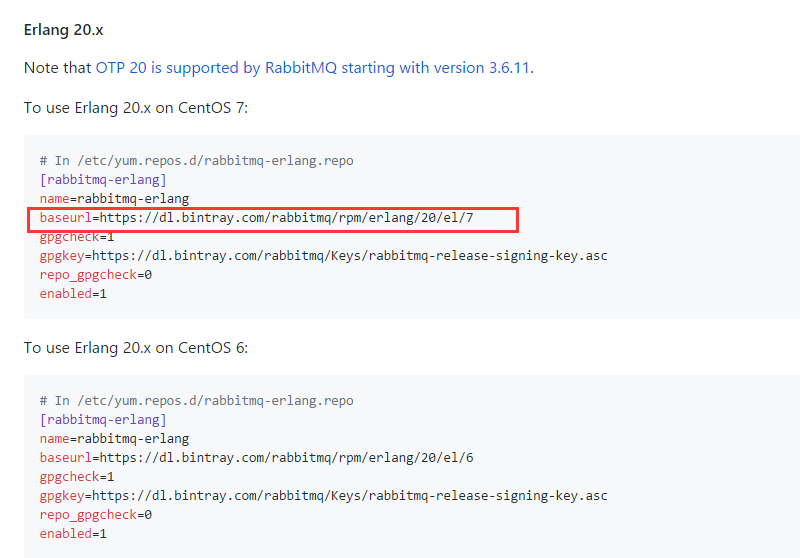 Erlang 20.x
Note that OTP 20 is supported by RabbitMQ starting with version 3.6.11.
To use Erlang 20.x on CentOS 7:
# In /etc/yum.repos.d/rabbitmq-erlang.repo
[rabbitmq-erlang]
name=rabbitmq-erlang
baseurl=https://dl.bintray.com/rabbitmq/rpm/erlang/20/el/7
gpgcheck=1
gpgkey=https://dl.bintray.com/rabbitmq/Keys/rabbitmq-release-signing-key.asc
repo_gpgcheck=0
enabled=1
To use Erlang 20.x on CentOS 6:
# In /etc/yum.repos.d/rabbitmq-erlang.repo
[rabbitmq-erlang]
name=rabbitmq-erlang
baseurl=https://dl.bintray.com/rabbitmq/rpm/erlang/20/el/6
gpgcheck=1
gpgkey=https://dl.bintray.com/rabbitmq/Keys/rabbitmq-release-signing-key.asc
repo_gpgcheck=0
enabled=1